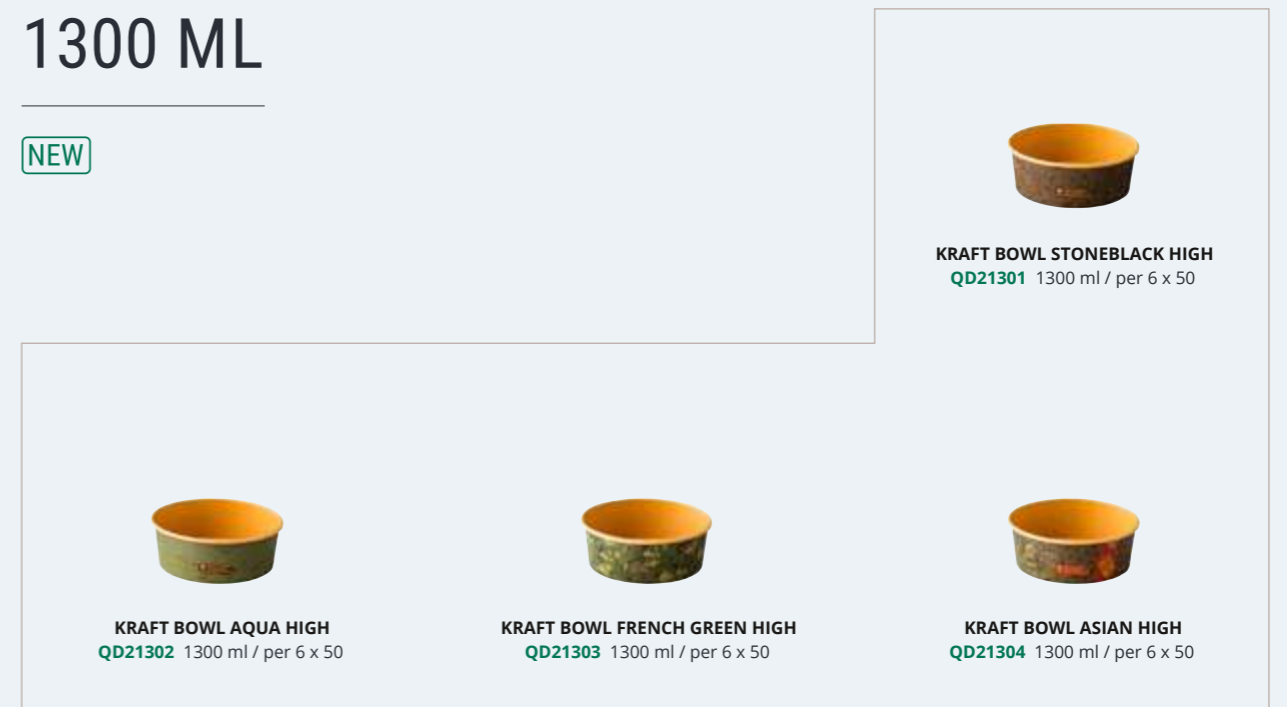 1300 ML
NEW
KRAFT BOWL STONEBLACK HIGH
QD21301 1300 ml / per 6 x 50
KRAFT BOWL AQUA HIGH
QD21302 1300 ml / per 6 x 50
KRAFT BOWL FRENCH GREEN HIGH
QD21303 1300 ml / per 6 x 50
KRAFT BOWL ASIAN HIGH
QD21304 1300 ml / per 6 x 50